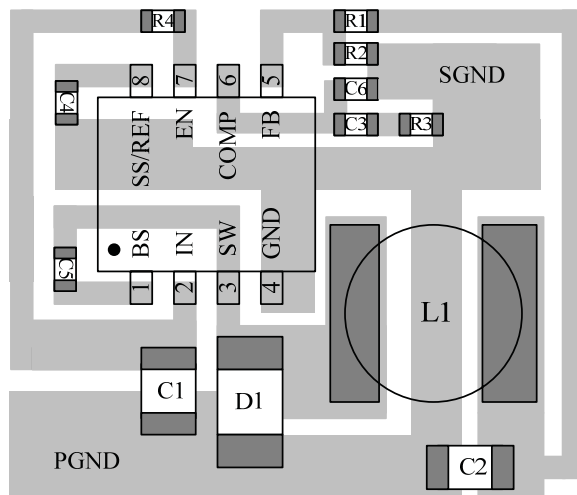 R4
R1
R2
SGND
8
7
6
5
C6
C4
C3
R3
SS/REF
EN
COMP
FB
BS
IN
SW
GND
C5
1
2
3
4
L1
C1
D1
PGND
C2